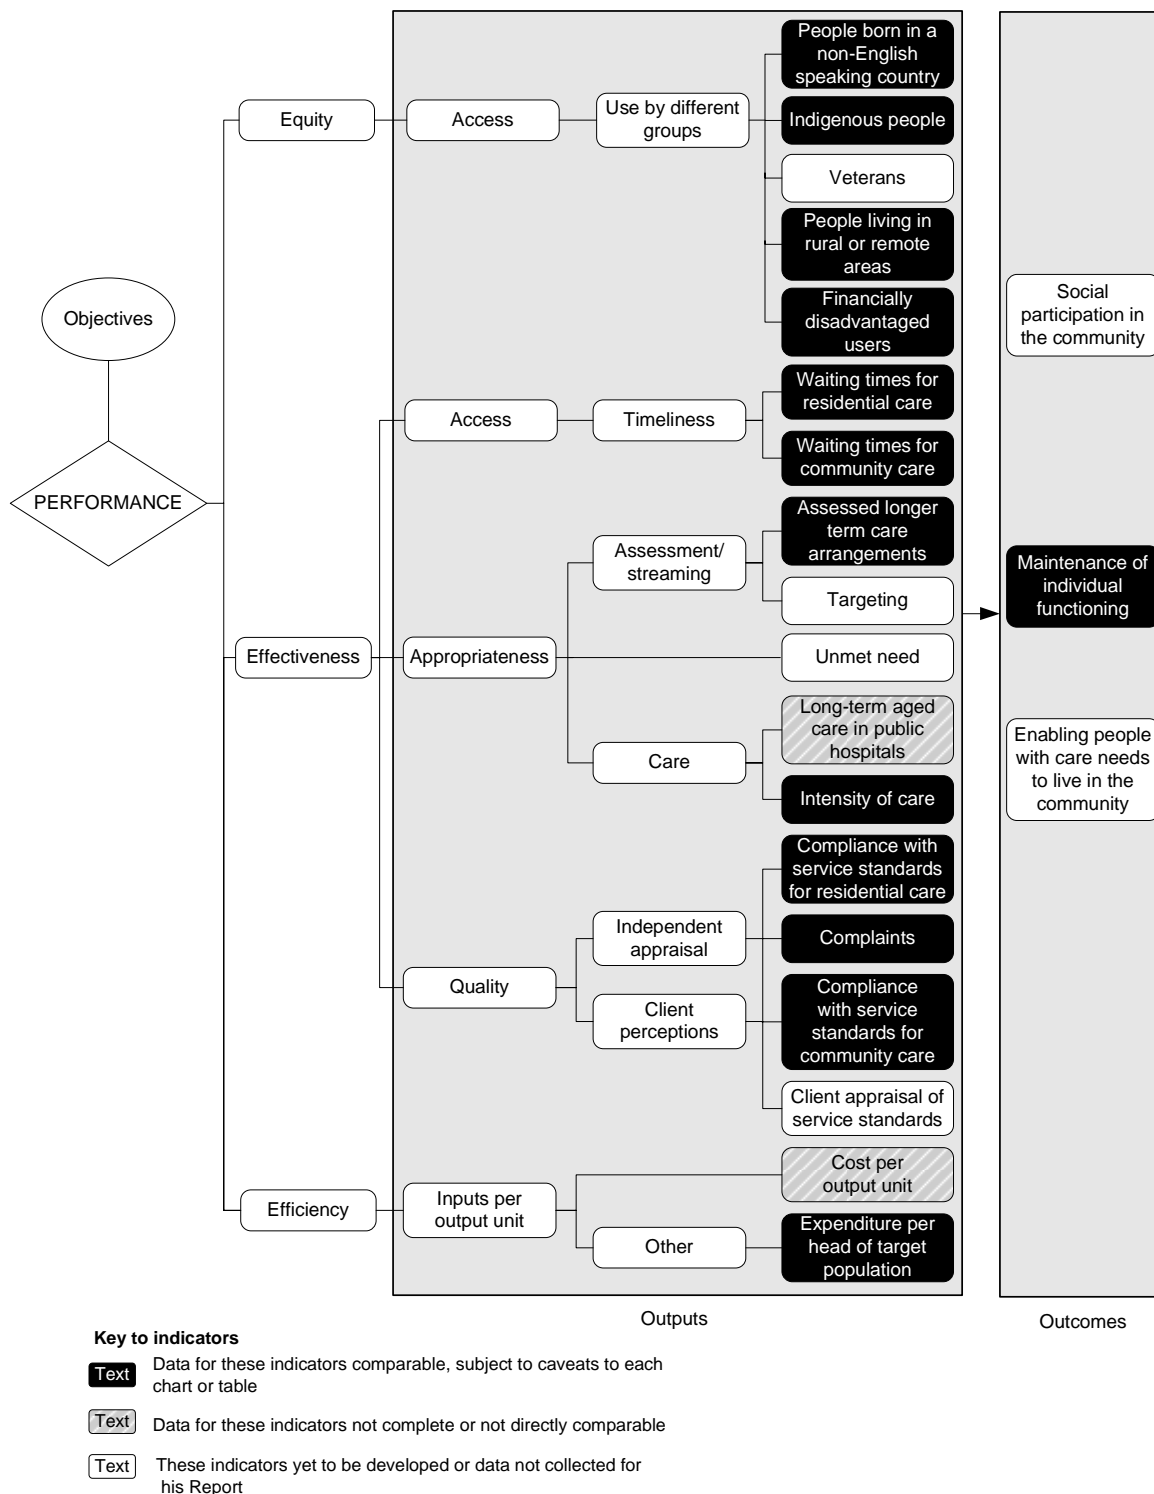 People born in a
non-English
speaking country
Equity
Access
Use by different
groups
Indigenous people
Veterans
People living in
rural or remote
areas
Financially
disadvantaged
users
Objectives
Social
participation in
the community
Waiting times for
residential care
Access
Timeliness
Waiting times for
community care
PERFORMANCE
Assessed longer
term care
arrangements
Assessment/
streaming
Targeting
Maintenance of
individual
functioning
Effectiveness
Appropriateness
Unmet need
Long-term aged
care in public
hospitals
Care
Intensity of care
Enabling people
with care needs
to live in the
community
Compliance with
service standards
for residential care
Independent
appraisal
Complaints
Quality
Client
perceptions
Compliance
with service
standards for
community care
Client appraisal of
service standards
Cost per
output unit
Efficiency
Inputs per
output unit
Other
Expenditure per
head of target
population
Outputs
Outcomes
Key to indicators
Text Data for these indicators comparable, subject to caveats to each
chart or table
Text Data for these indicators not complete or not directly comparable
Text These indicators yet to be developed or data not collected for
his Report